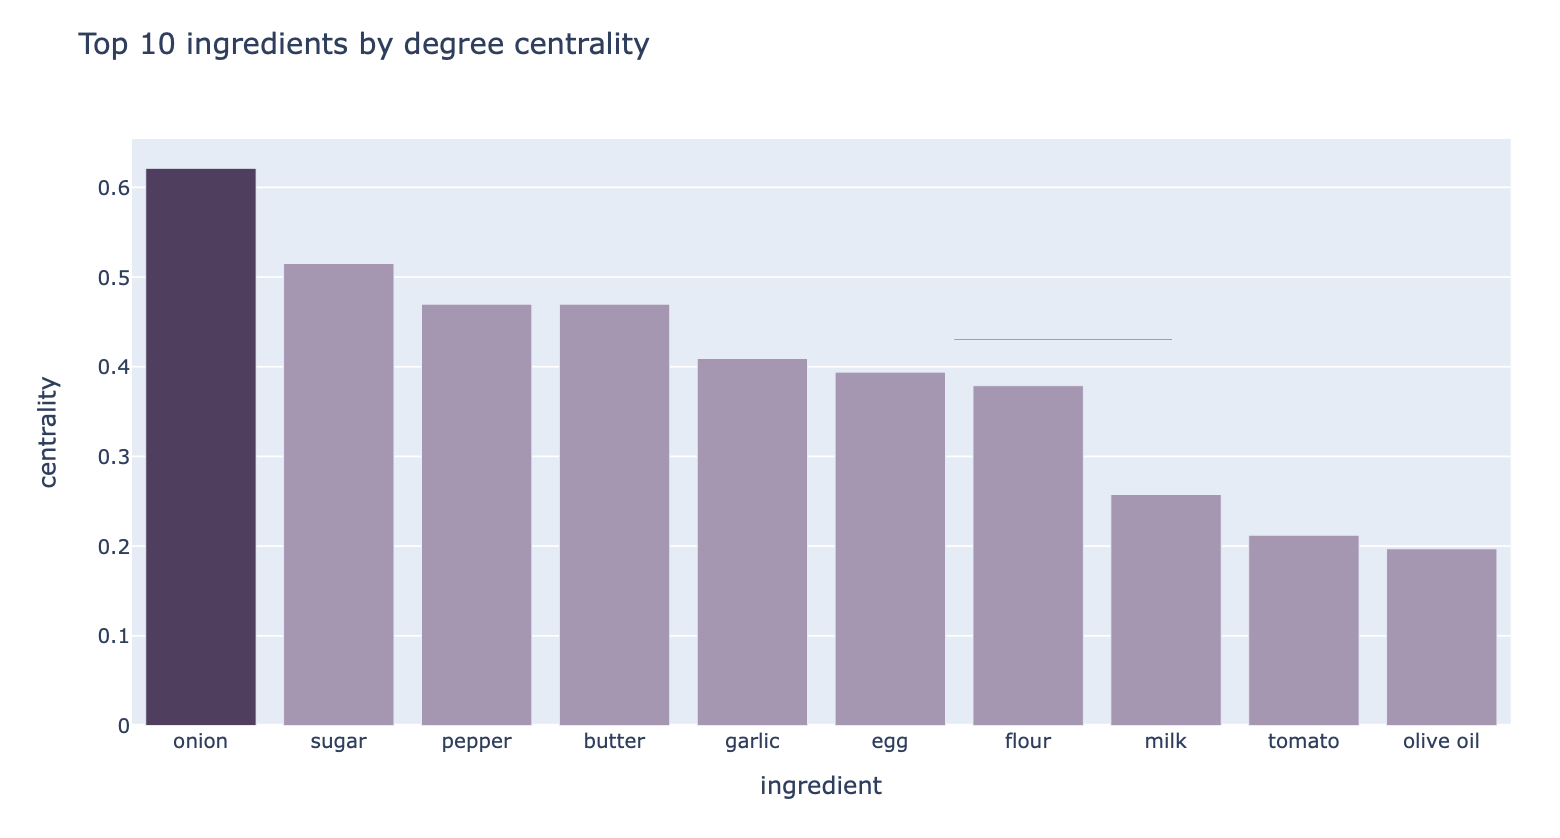 Top 10 ingredients by degree centrality
0.6
0.5
0.4
0.3
0.2
0.1
0
centrality
onion sugar pepper butter garlic egg flour milk tomato olive oil
ingredient